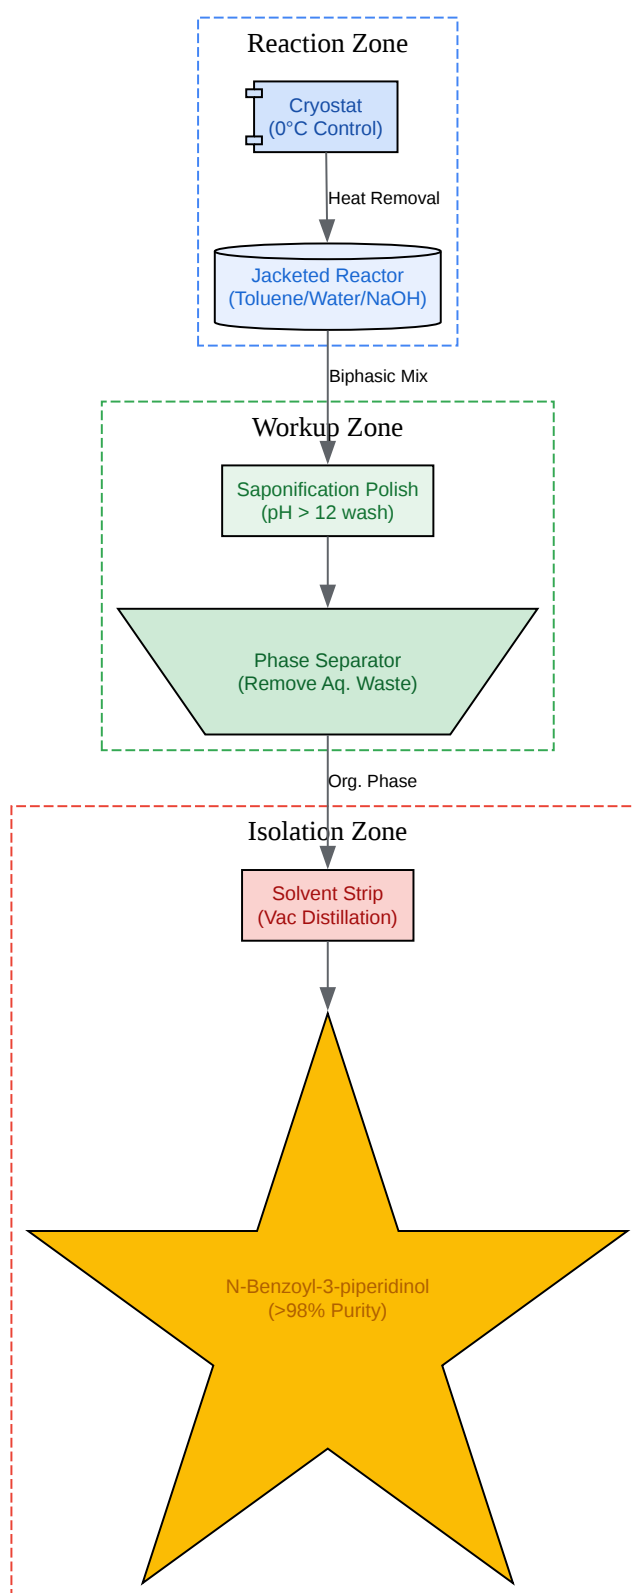 Reaction Zone
Cryostat
(0°C Control)
Heat Removal
Jacketed Reactor
(Toluene/Water/NaOH)
Biphasic Mix
Workup Zone
Saponification Polish
(pH > 12 wash)
Phase Separator
(Remove Aq. Waste)
Org. Phase
Isolation Zone
Solvent Strip
(Vac Distillation)
N-Benzoyl-3-piperidinol
(>98% Purity)